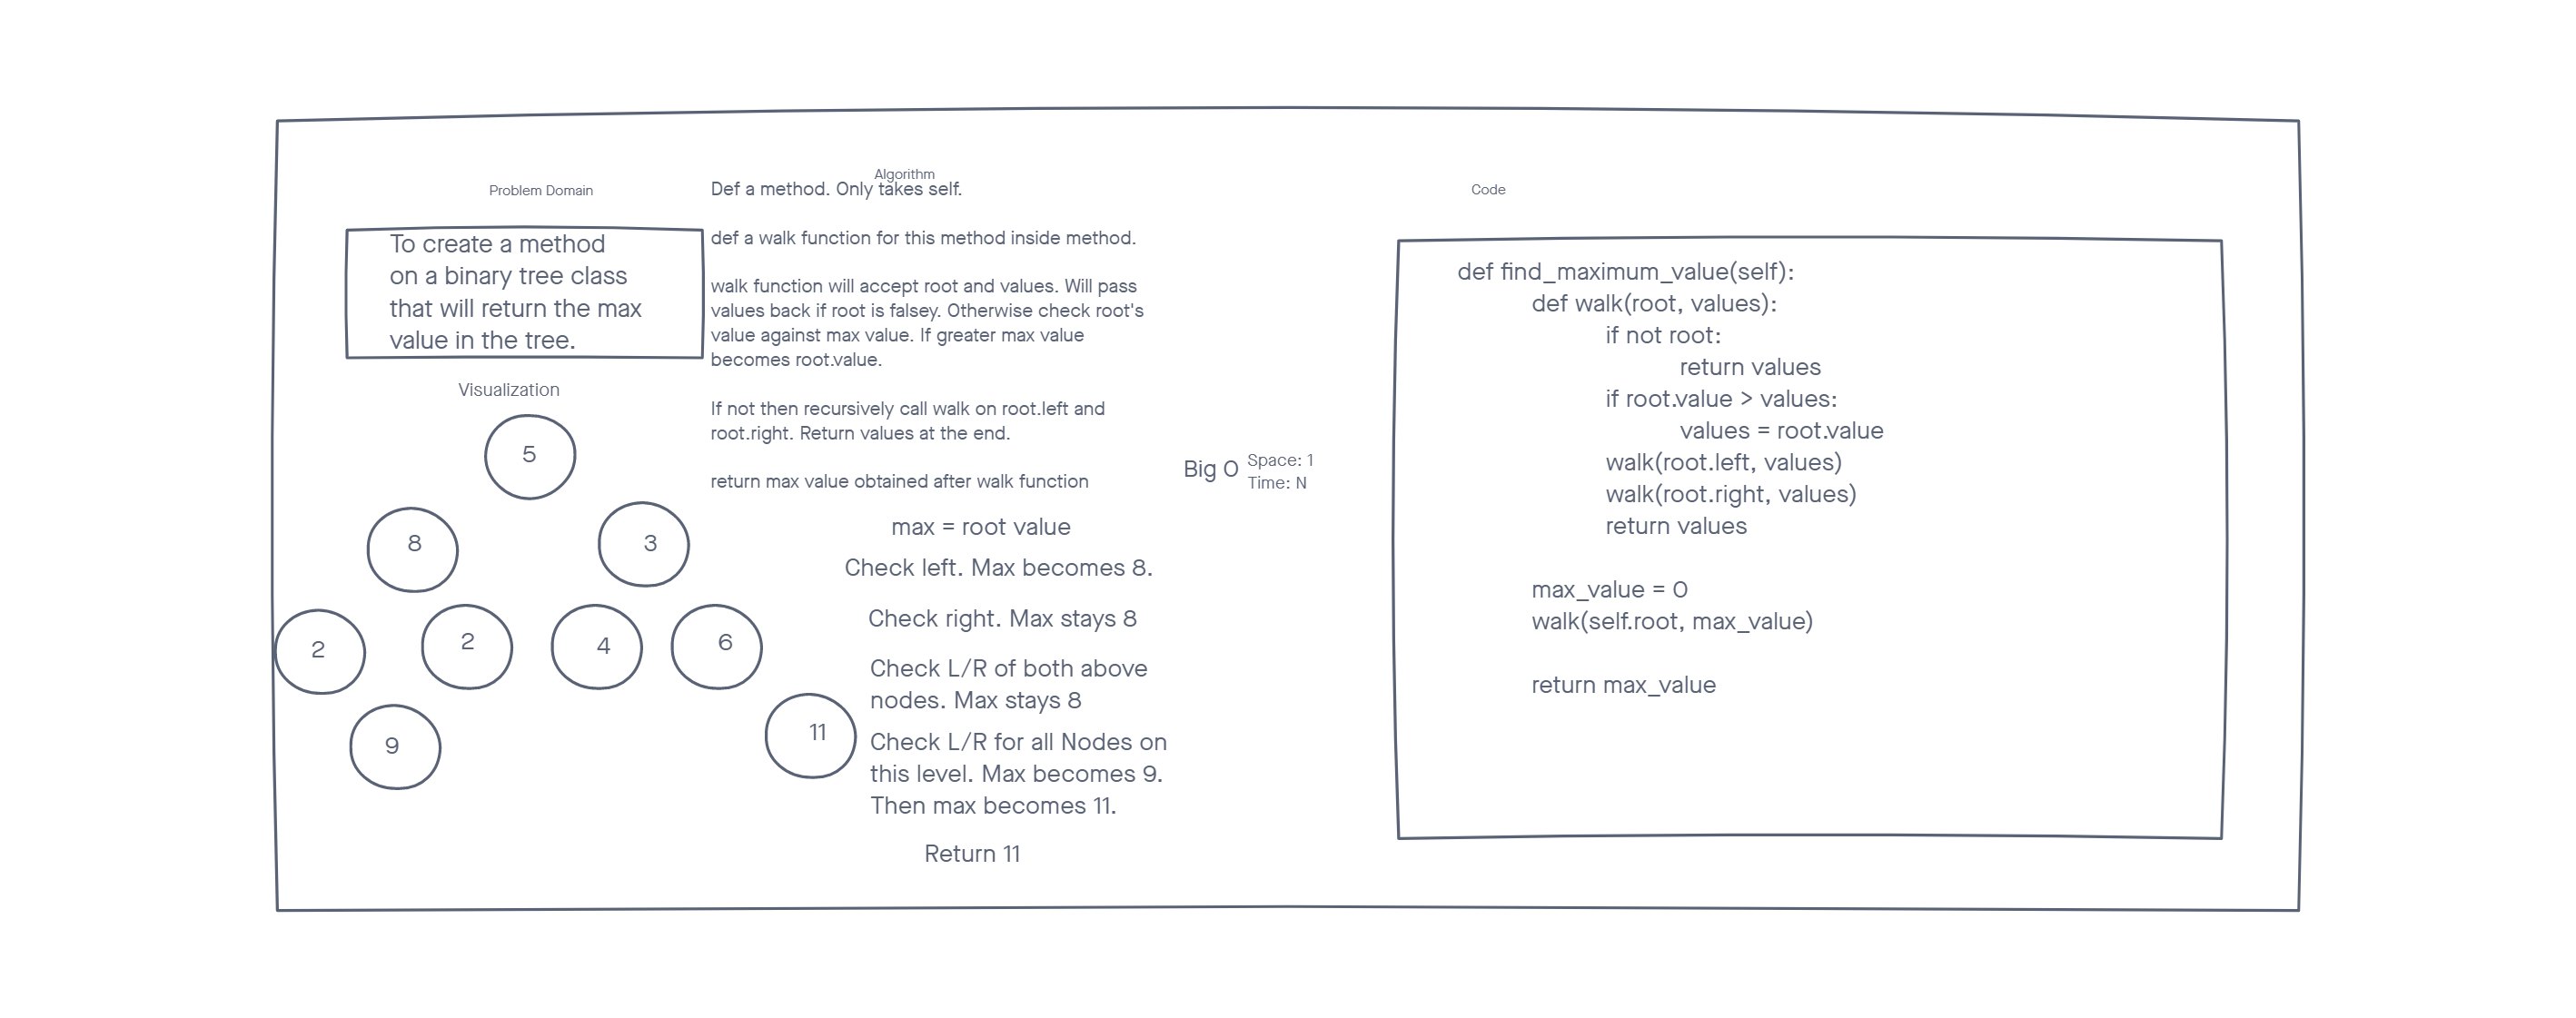 Problem Domain
To create a method
on a binary tree class
that will return the max
value in the tree.
Visualization
5
8
3
2
2
4
6
9
11
Algorithm
Def a method. Only takes self.
def a walk function for this method inside method.
walk function will accept root and values. Will pass
values back if root is falsey. Otherwise check root's
value against max value. If greater max value
becomes root.value.
If not then recursively call walk on root.left and
root.right. Return values at the end.
return max value obtained after walk function
max = root value
Check left. Max becomes 8.
Check right. Max stays 8
Check L/R of both above
nodes. Max stays 8
Check L/R for all Nodes on
this level. Max becomes 9.
Then max becomes 11.
Return 11
Big O
Space: 1
Time: N
Code
def find_maximum_value(self):
def walk(root, values):
if not root:
return values
if root.value > values:
values = root.value
walk(root.left, values)
walk(root.right, values)
return values
max_value = 0
walk(self.root, max_value)
return max_value